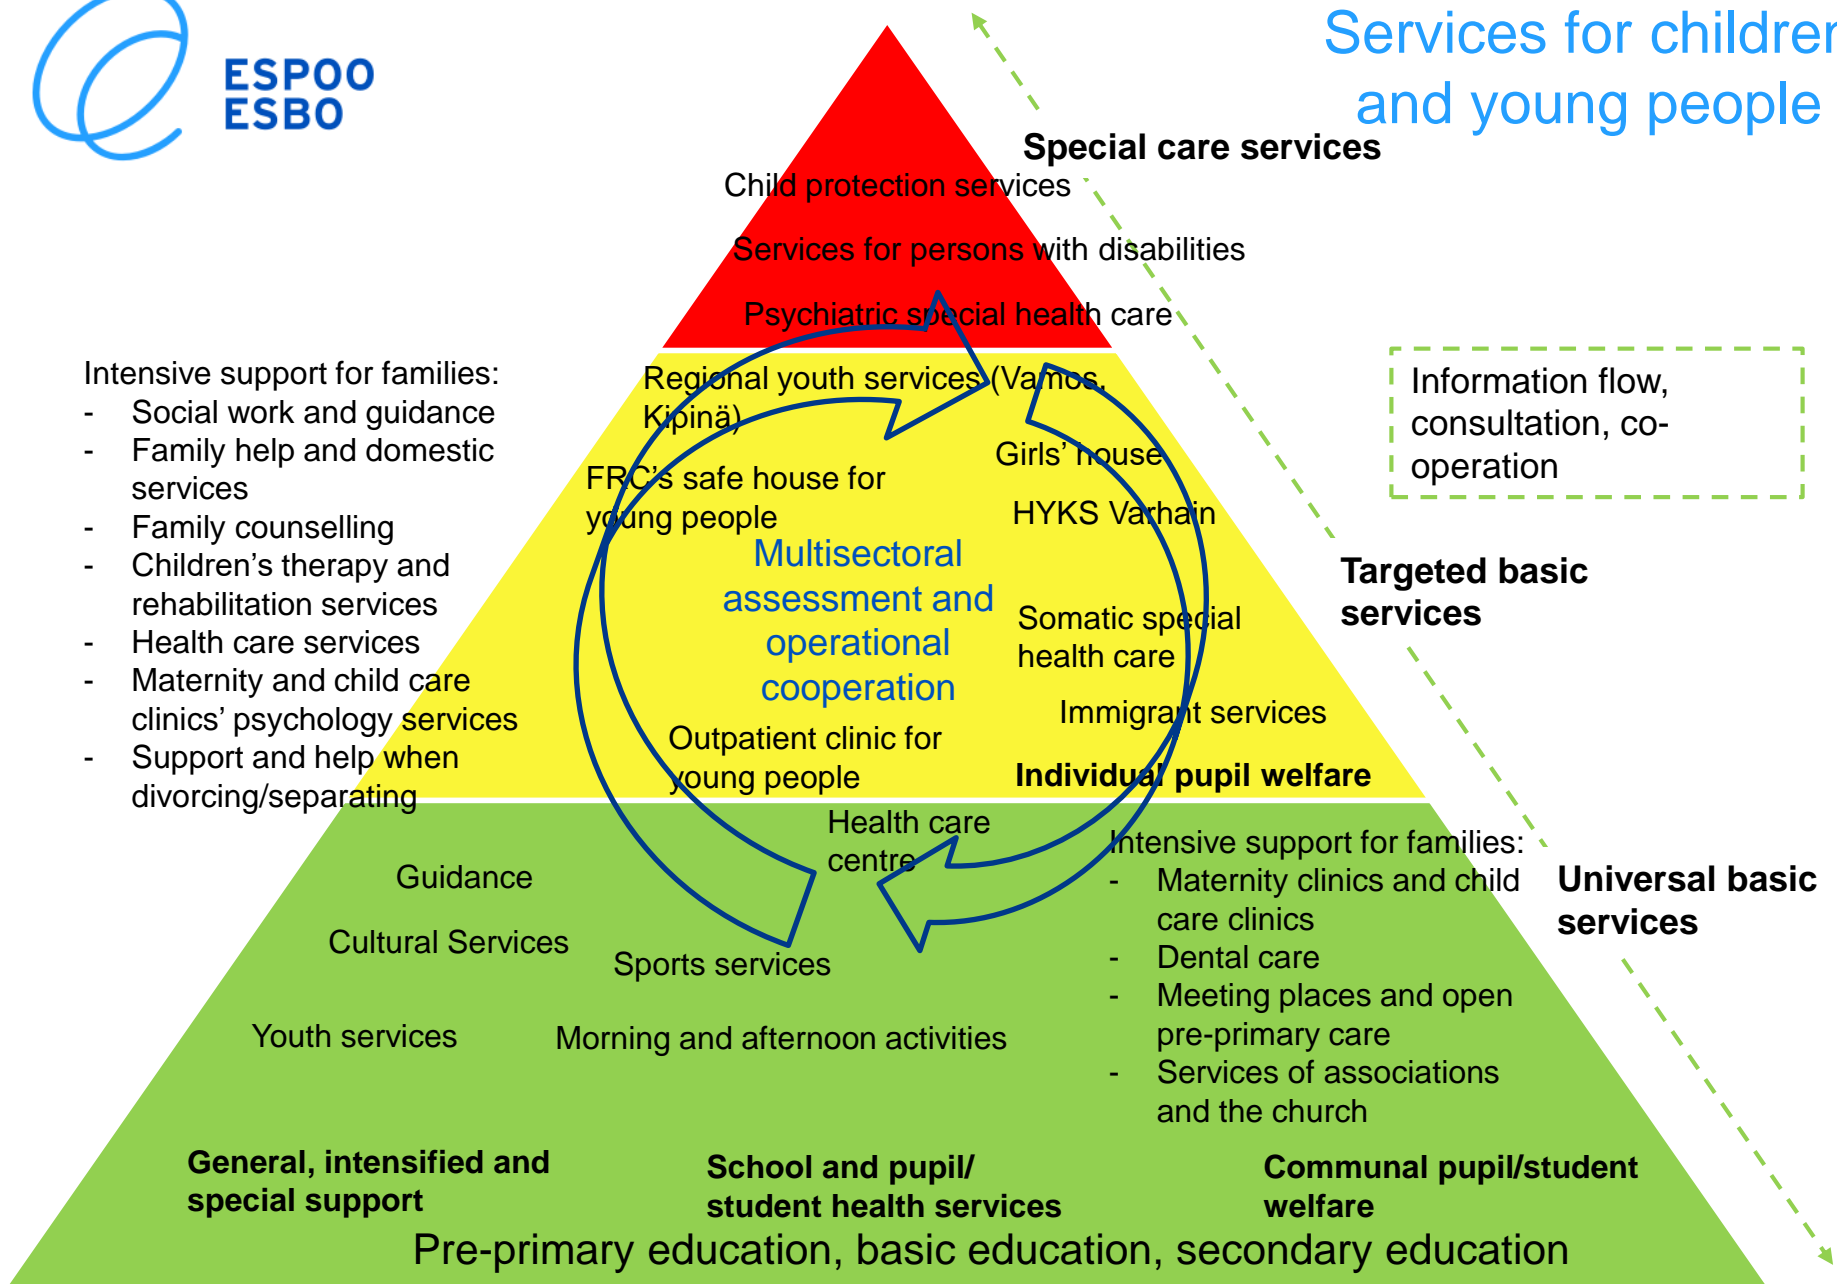 ESPOO
ESBO
Services for children
and young people
Special care services
Child protection services
Services for persons with disabilities
Psychiatric special health care
Intensive support for families:
- Social work and guidance
- Family help and domestic
services
- Family counselling
- Children's therapy and
rehabilitation services
- Health care services
- Maternity and child care
clinics' psychology services
- Support and help when
divorcing/separating
Regional youth services (Vamos,
Kipinä)
Girls' house
FRC's safe house for
young people
HYKS Varhain
Multisectoral
assessment and
operational
cooperation
Somatic special
health care
Immigrant services
Outpatient clinic for
young people
Individual pupil welfare
Information flow,
consultation, co-
operation
Targeted basic
services
Health care
centre
Guidance
Cultural Services
Sports services
Youth services
Morning and afternoon activities
Intensive support for families:
- Maternity clinics and child
care clinics
- Dental care
- Meeting places and open
pre-primary care
- Services of associations
and the church
Universal basic
services
General, intensified and
special support
School and pupil/
student health services
Communal pupil/student
welfare
Pre-primary education, basic education, secondary education